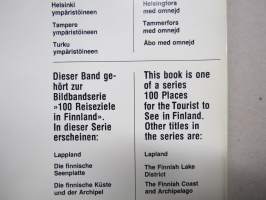 Helsinki
ympäristöineen
Tampere
ympäristöineen
Turku
ympäristöineen
Helsingfors
med omnejd
Tammerfors
med omnejd
Åbo med omnejd
Dieser Band ge-
hört zur
Bildbandserie
»100 Reiseziele
in Finnland».
In dieser Serie
erscheinen:
Lappland
Die finnische
Seenplatte
Die finnische Küste
und der Archipel
This book is one
of a series
100 Places
for the Tourist to
See in Finland.
Other titles in
the series are:
Lapland
The Finnish Lake
District
The Finnish Coast
and Archipelago